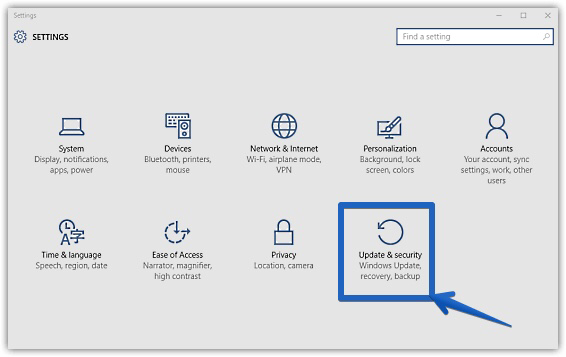 Settings
SETTINGS
Find a setting
System
Display, notifications,
apps, power
Devices
Bluetooth, printers,
mouse
Network & Internet
Wi-Fi, airplane mode,
VPN
Personalization
Background, lock
screen, colors
Accounts
Your account, sync
settings, work, other
users
Time & language
Speech, region, date
Ease of Access
Narrator, magnifier,
high contrast
Privacy
Location, camera
Update & security
Windows Update,
recovery, backup